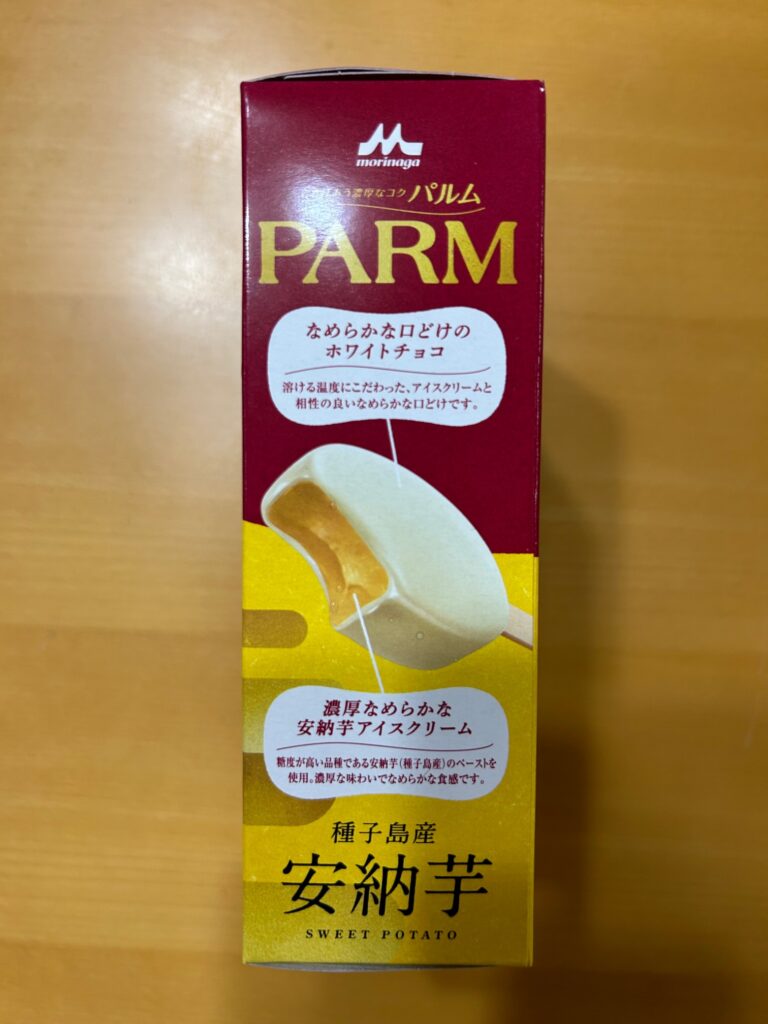 morinaga
濃厚なコク パルム
PARM
なめらかな口どけの
ホワイトチョコ
溶ける温度にこだわった、アイスクリームと
相性の良いなめらかな口どけです。
濃厚なめらかな
安納芋アイスクリーム
糖度が高い品種である安納芋(種子島産)のペーストを
使用。濃厚な味わいでなめらかな食感です。
種子島産
安納芋
SWEET POTATO